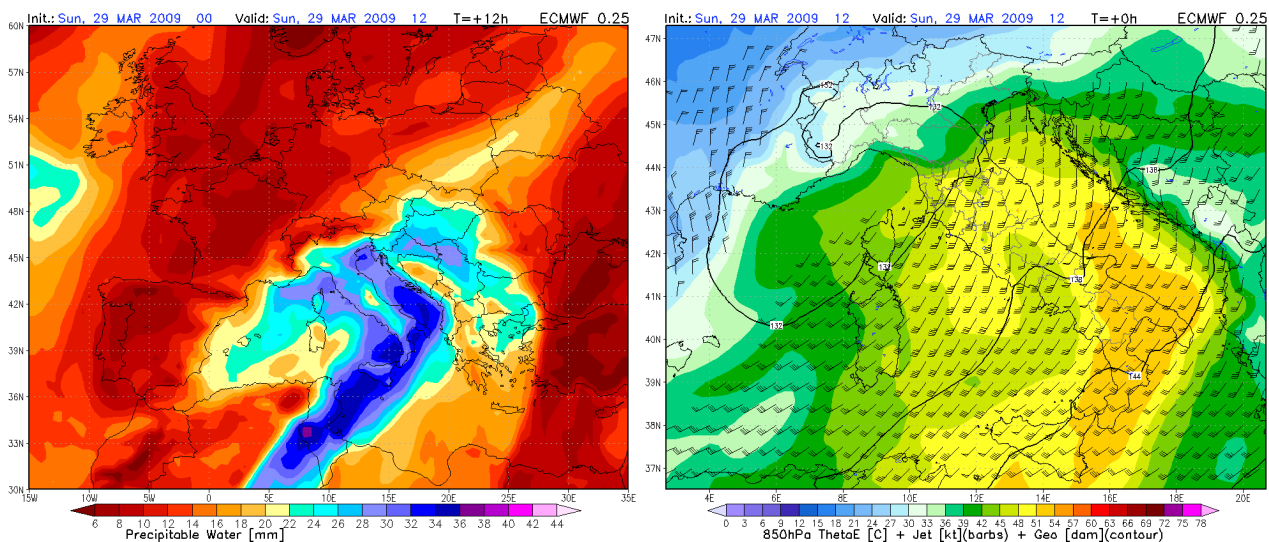 Init.: Sun, 29 MAR 2009 00 Valid: Sun, 29 MAR 2009 12 T=+12h ECMWF 0.25
60N
57N
54N
51N
48N
45N
42N
39N
36N
33N
30N
15W 10W 5W 0 5E 10E 15E 20E 25E 30E 35E
6 8 10 12 14 16 18 20 22 24 26 28 30 32 34 36 38 40 42 44
Precipitable Water [mm]
Init.: Sun, 29 MAR 2009 12 Valid: Sun, 29 MAR 2009 12 T=+0h ECMWF 0.25
47N
46N
45N
44N
43N
42N
41N
40N
39N
38N
37N
132
132
132
138
138
138
132
144
4E 6E 8E 10E 12E 14E 16E 18E 20E
0 3 6 9 12 15 18 21 24 27 30 33 36 39 42 45 48 51 54 57 60 63 66 69 72 75 78
850hPa ThetaE [C] + Jet [kt](barbs) + Geo [dam](contour)